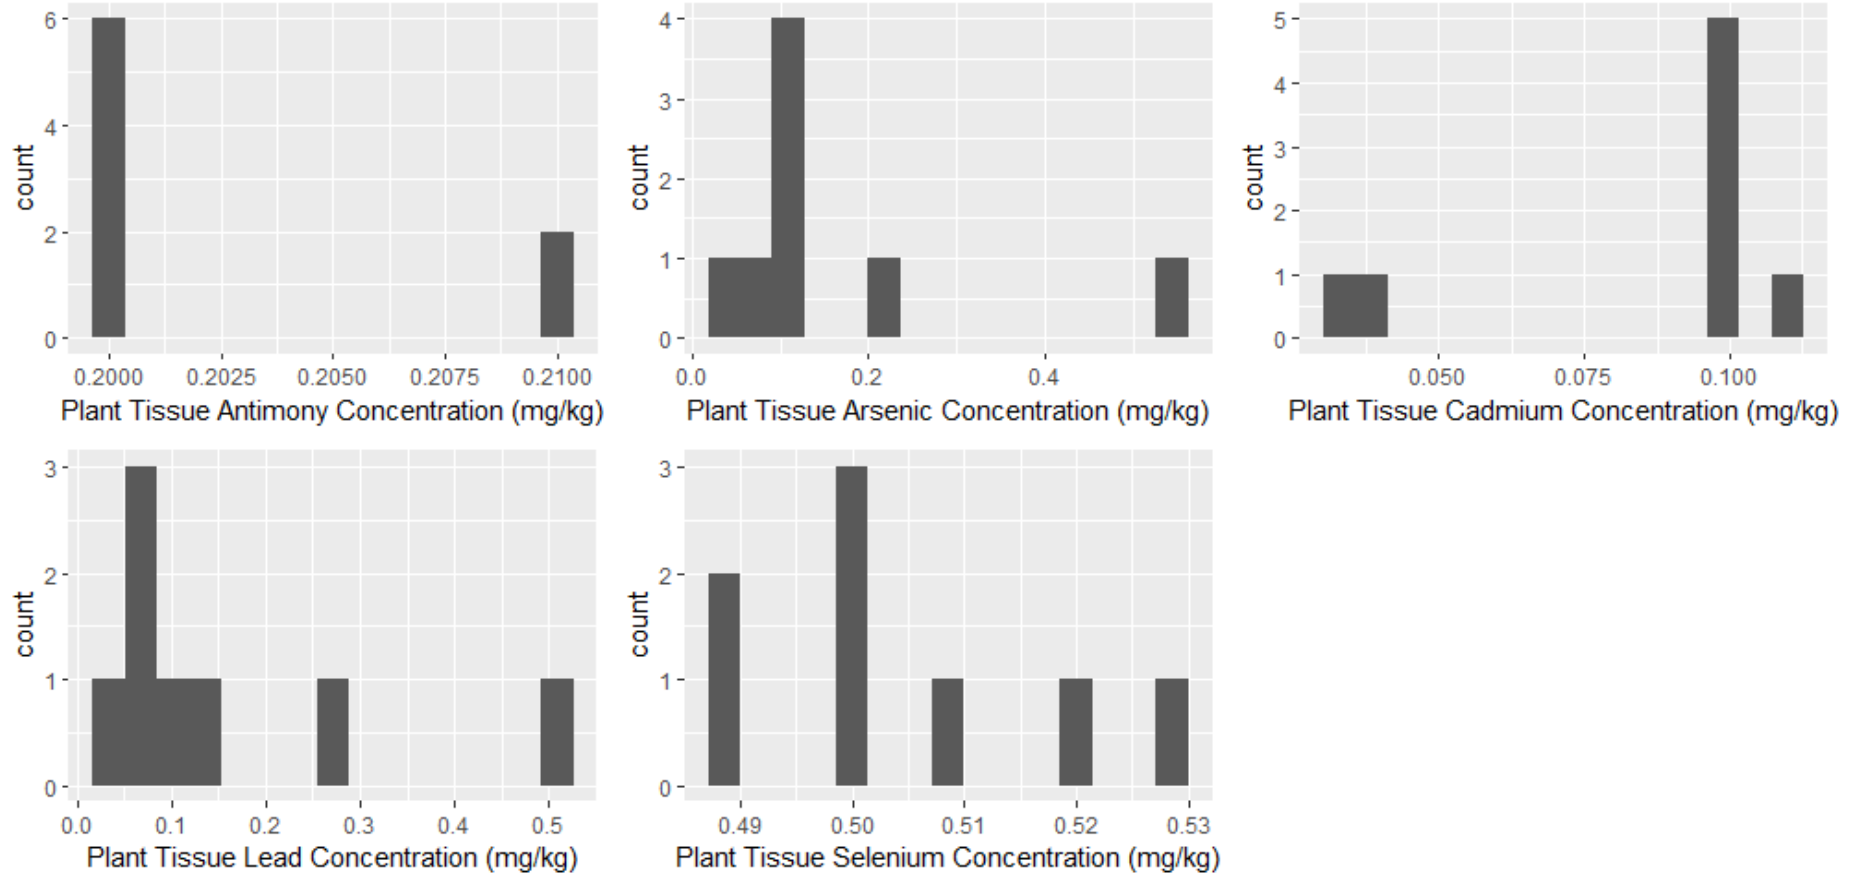 6
4
2
0
count
0.2000 0.2025 0.2050 0.2075 0.2100
Plant Tissue Antimony Concentration (mg/kg)
4
3
2
1
0
count
0.0 0.2 0.4
Plant Tissue Arsenic Concentration (mg/kg)
5
4
3
2
1
0
count
0.050 0.075 0.100
Plant Tissue Cadmium Concentration (mg/kg)
3
2
1
0
count
0.0 0.1 0.2 0.3 0.4 0.5
Plant Tissue Lead Concentration (mg/kg)
3
2
1
0
count
0.49 0.50 0.51 0.52 0.53
Plant Tissue Selenium Concentration (mg/kg)